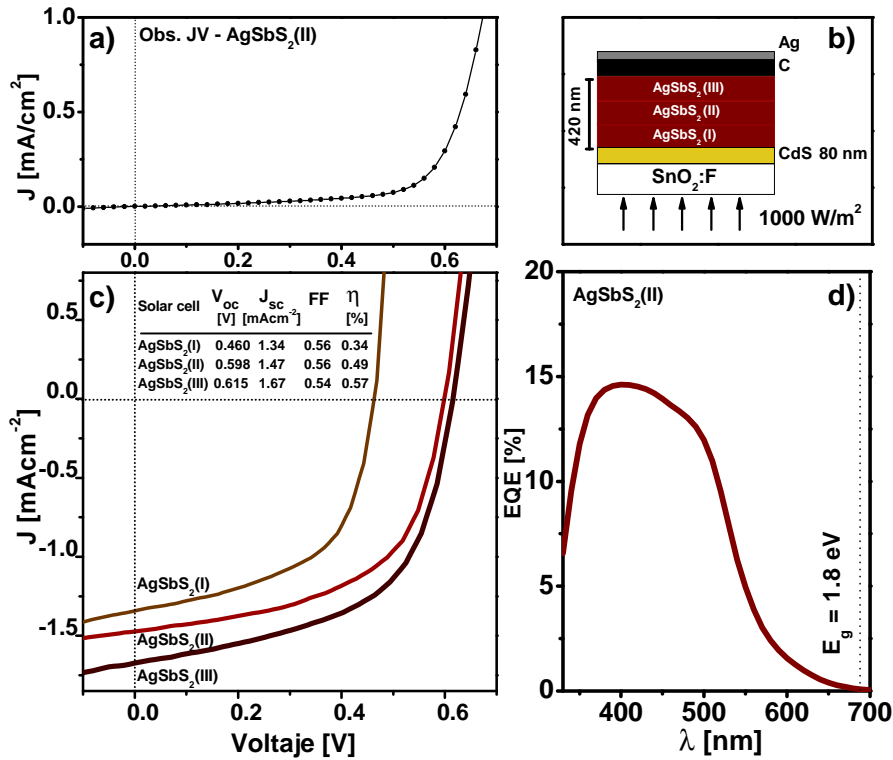 a)
Obs. JV - AgSbS₂(II)
J [mA/cm²]
1.0
0.5
0.0
0.0 0.2 0.4 0.6
b)
Ag
C
AgSbS₂(III)
AgSbS₂(II)
AgSbS₂(I)
420 nm
CdS 80 nm
SnO₂:F
1000 W/m²
c)
Solar cell V_oc J_sc FF η
[V] [mAcm⁻²] [%]
AgSbS₂(I) 0.460 1.34 0.56 0.34
AgSbS₂(II) 0.598 1.47 0.56 0.49
AgSbS₂(III) 0.615 1.67 0.54 0.57
J [mAcm⁻²]
0.5
0.0
-0.5
-1.0
-1.5
AgSbS₂(I)
AgSbS₂(II)
AgSbS₂(III)
0.0 0.2 0.4 0.6
Voltaje [V]
d)
AgSbS₂(II)
EQE [%]
20
15
10
5
0
E_g = 1.8 eV
400 500 600 700
λ [nm]